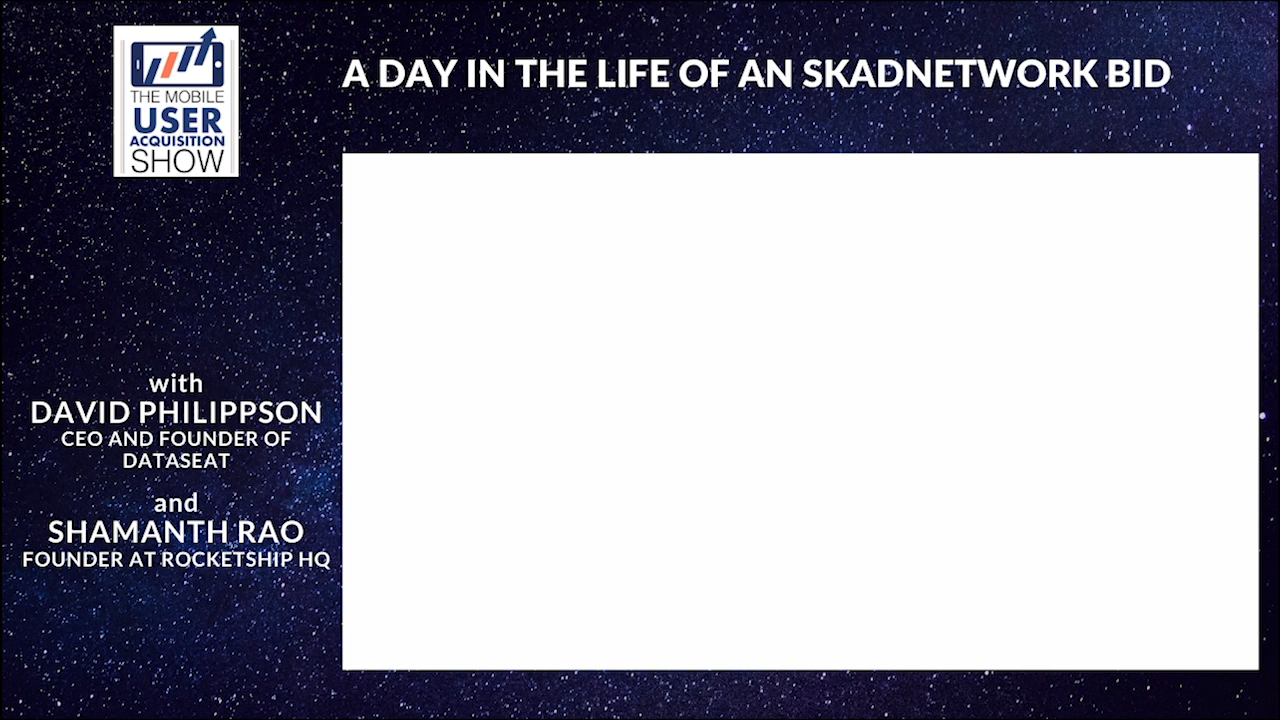 THE MOBILE
USER
ACQUISITION
SHOW
A DAY IN THE LIFE OF AN SKADNETWORK BID
with
DAVID PHILIPPSON
CEO AND FOUNDER OF
DATASEAT
and
SHAMANTH RAO
FOUNDER AT ROCKETSHIP HQ